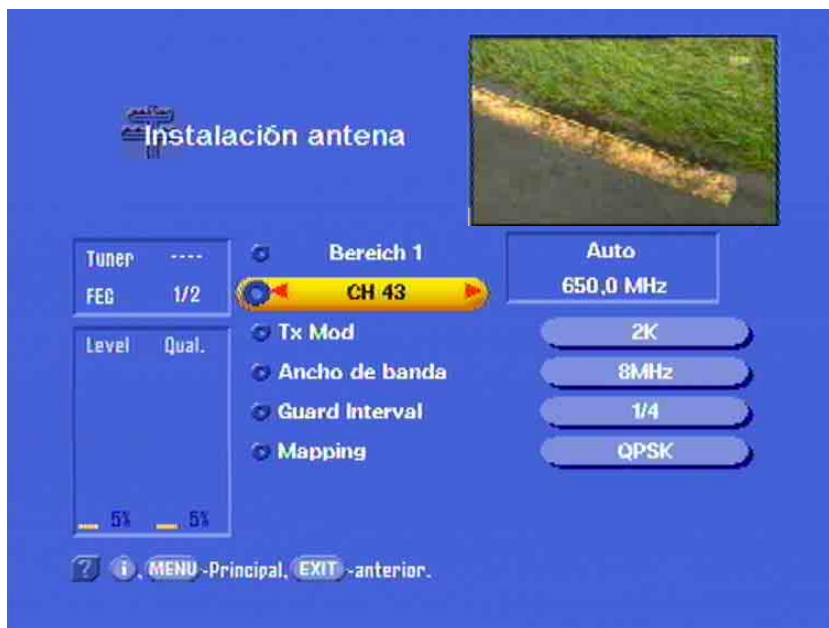 Instalación antena
Tuner ----
FEC 1/2
Level Qual.
5% 5%
Bereich 1
CH 43
Auto
650,0 MHz
Tx Mod 2K
Ancho de banda 8MHz
Guard Interval 1/4
Mapping QPSK
? i, MENU-Principal, EXIT-anterior.